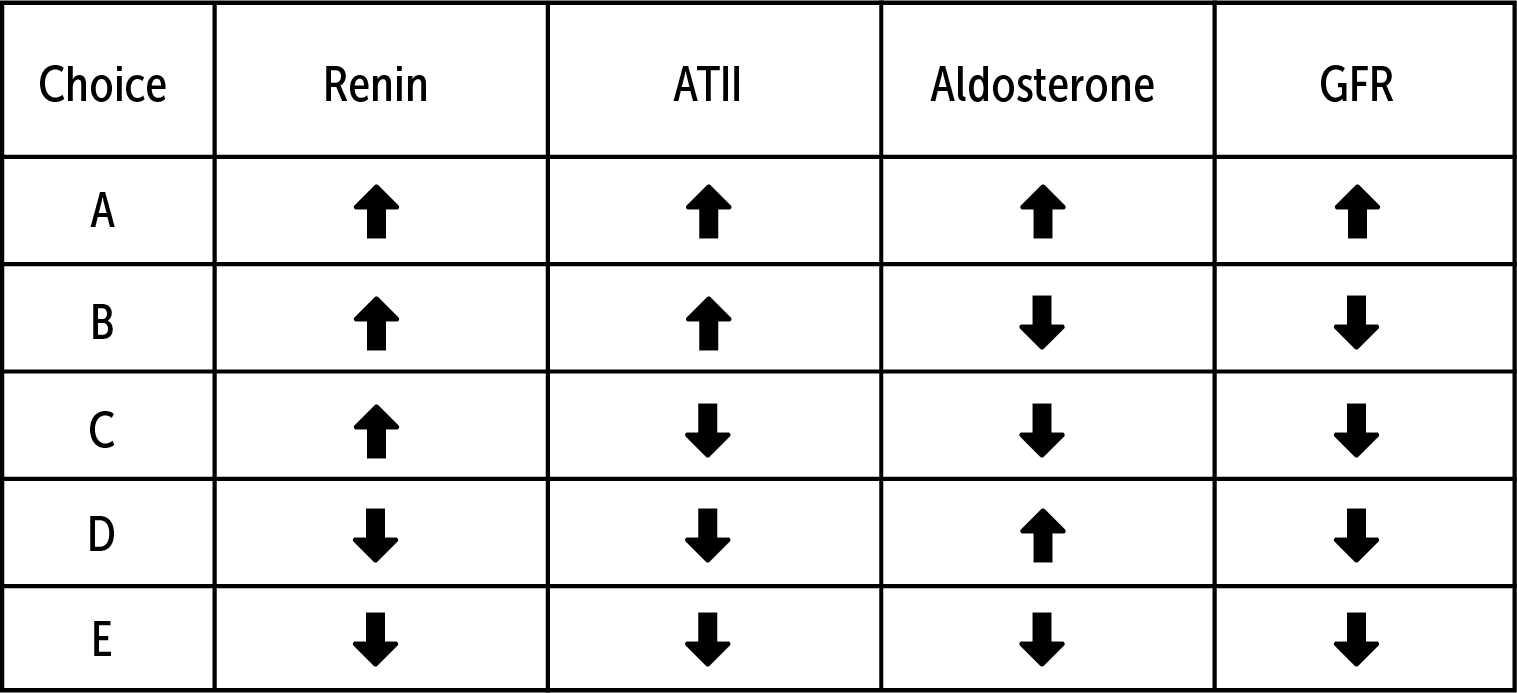 Choice Renin ATII Aldosterone GFR
A ⬆ ⬆ ⬆ ⬆
B ⬆ ⬆ ⬇ ⬇
C ⬆ ⬇ ⬇ ⬇
D ⬇ ⬇ ⬆ ⬇
E ⬇ ⬇ ⬇ ⬇